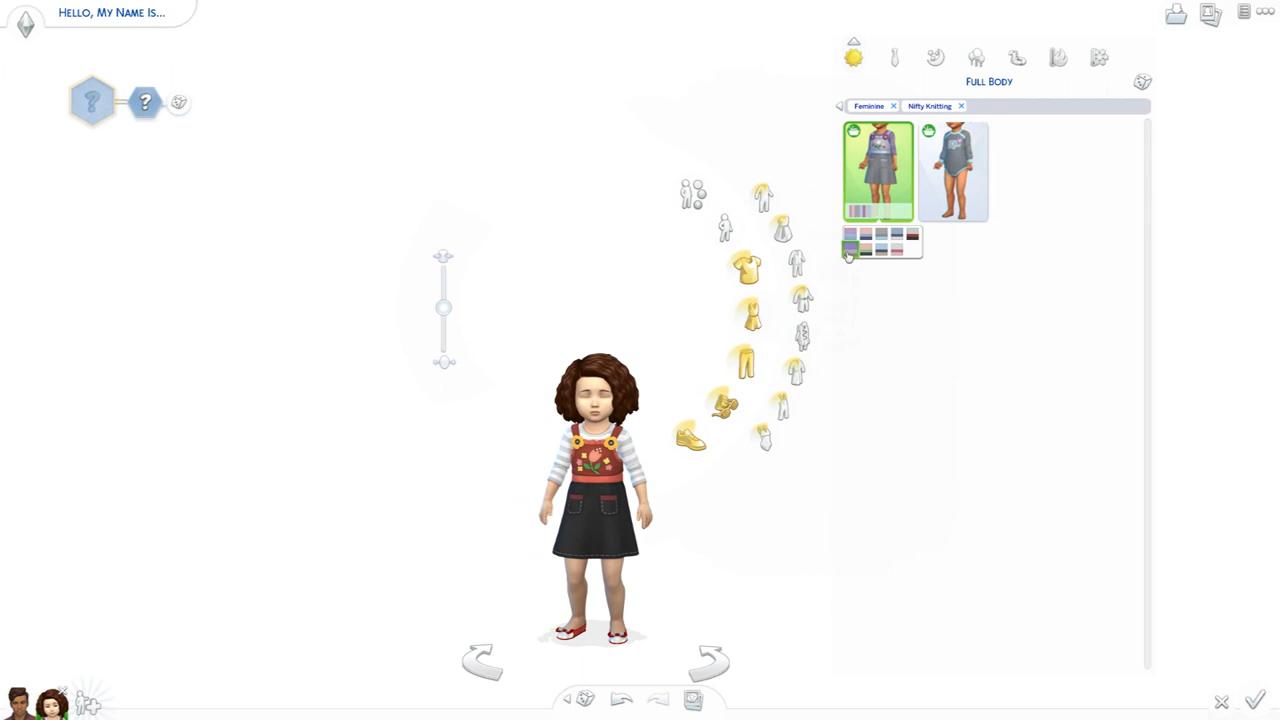 HELLO, MY NAME IS...
FULL BODY
Feminine X Nifty Knitting X
? ?